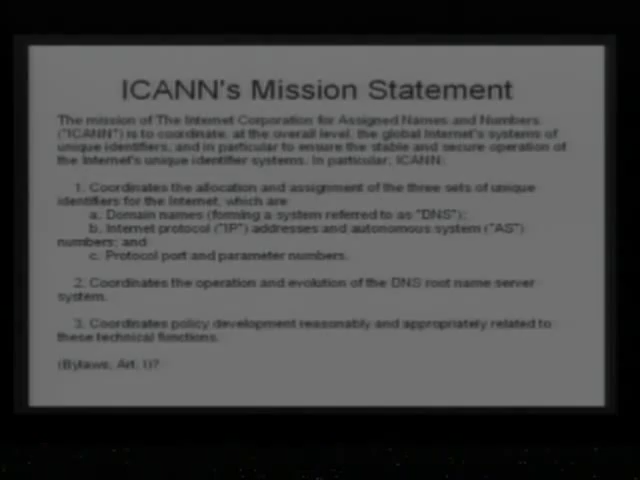 ICANN's Mission Statement
The mission of The Internet Corporation for Assigned Names and Numbers
("ICANN") is to coordinate, at the overall level, the global Internet's systems of
unique identifiers, and in particular to ensure the stable and secure operation of
the Internet's unique identifier systems. In particular, ICANN:
1. Coordinates the allocation and assignment of the three sets of unique
identifiers for the Internet, which are
a. Domain names (forming a system referred to as "DNS");
b. Internet protocol ("IP") addresses and autonomous system ("AS")
numbers; and
c. Protocol port and parameter numbers.
2. Coordinates the operation and evolution of the DNS root name server
system.
3. Coordinates policy development reasonably and appropriately related to
these technical functions.
(Bylaws, Art. I)?